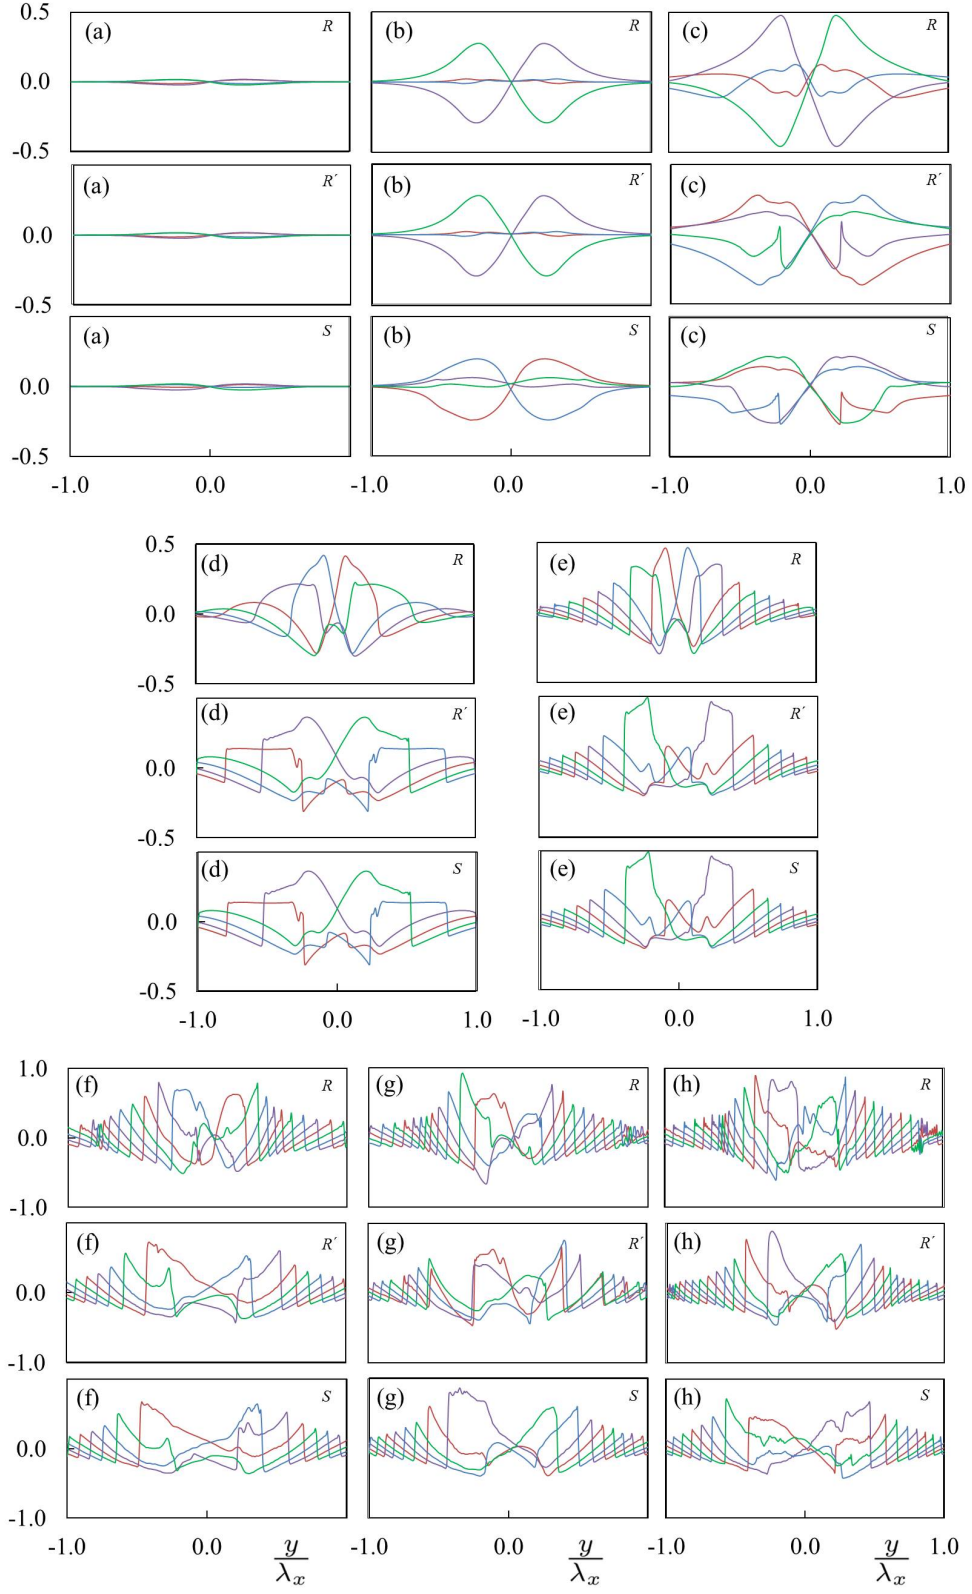 0.5
(a) R (b) R (c) R
0.0
-0.5
(a) R′ (b) R′ (c) R′
0.0
-0.5
(a) S (b) S (c) S
0.0
-0.5
-1.0 0.0 -1.0 0.0 -1.0 0.0 1.0
0.5
(d) R (e) R
0.0
-0.5
(d) R′ (e) R′
0.0
-0.5
(d) S (e) S
0.0
-0.5
-1.0 0.0 1.0 -1.0 0.0 1.0
1.0
(f) R (g) R (h) R
0.0
-1.0
(f) R′ (g) R′ (h) R′
0.0
-1.0
(f) S (g) S (h) S
0.0
-1.0
-1.0 0.0 y/λx -1.0 0.0 y/λx -1.0 0.0 y/λx 1.0